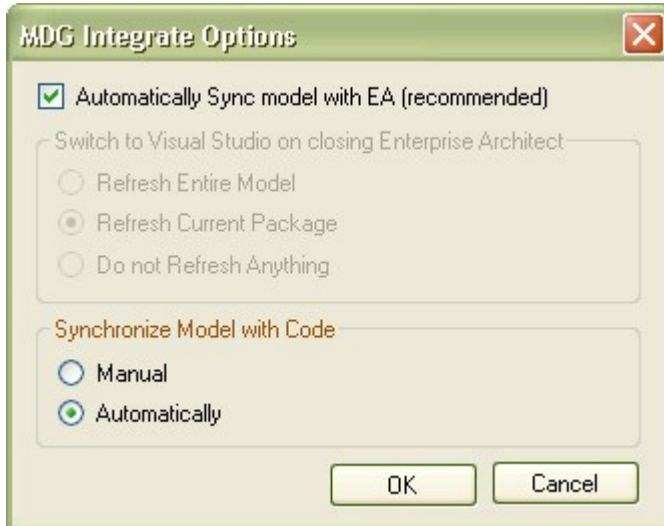 MDG Integrate Options
Automatically Sync model with EA (recommended)
Switch to Visual Studio on closing Enterprise Architect
Refresh Entire Model
Refresh Current Package
Do not Refresh Anything
Synchronize Model with Code
Manual
Automatically
OK Cancel